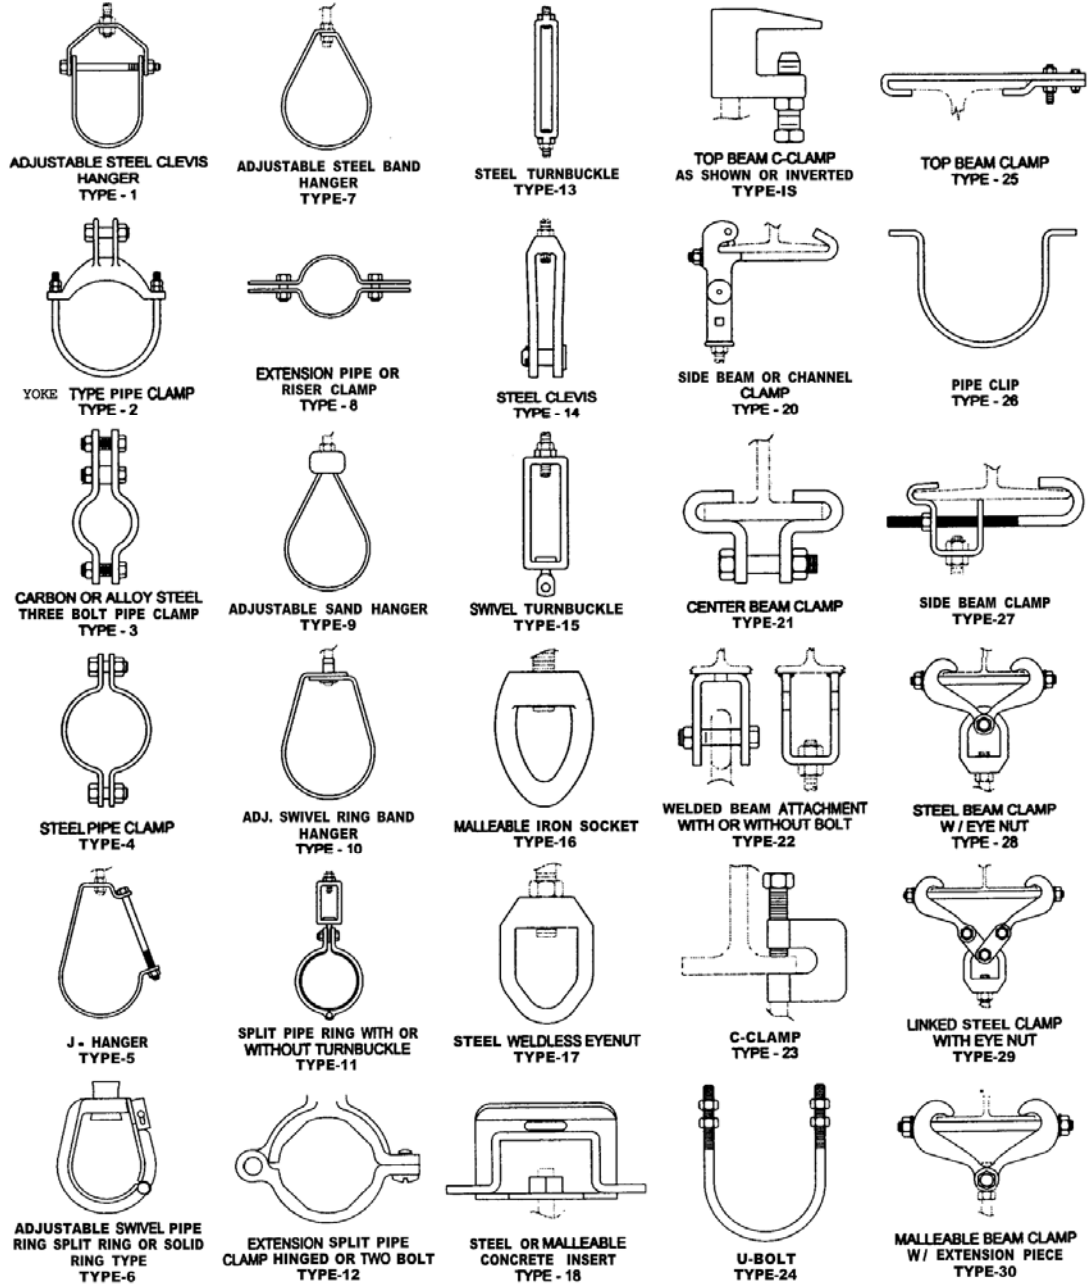 ADJUSTABLE STEEL CLEVIS
HANGER
TYPE - 1
ADJUSTABLE STEEL BAND
HANGER
TYPE-7
STEEL TURNBUCKLE
TYPE-13
TOP BEAM C-CLAMP
AS SHOWN OR INVERTED
TYPE-IS
TOP BEAM CLAMP
TYPE - 25
YOKE TYPE PIPE CLAMP
TYPE - 2
EXTENSION PIPE OR
RISER CLAMP
TYPE - 8
STEEL CLEVIS
TYPE - 14
SIDE BEAM OR CHANNEL
CLAMP
TYPE - 20
PIPE CLIP
TYPE - 26
CARBON OR ALLOY STEEL
THREE BOLT PIPE CLAMP
TYPE - 3
ADJUSTABLE SAND HANGER
TYPE-9
SWIVEL TURNBUCKLE
TYPE-15
CENTER BEAM CLAMP
TYPE-21
SIDE BEAM CLAMP
TYPE-27
STEEL PIPE CLAMP
TYPE-4
ADJ. SWIVEL RING BAND
HANGER
TYPE - 10
MALLEABLE IRON SOCKET
TYPE-16
WELDED BEAM ATTACHMENT
WITH OR WITHOUT BOLT
TYPE-22
STEEL BEAM CLAMP
W / EYE NUT
TYPE - 28
J - HANGER
TYPE-5
SPLIT PIPE RING WITH OR
WITHOUT TURNBUCKLE
TYPE-11
STEEL WELDLESS EYENUT
TYPE-17
C-CLAMP
TYPE - 23
LINKED STEEL CLAMP
WITH EYE NUT
TYPE-29
ADJUSTABLE SWIVEL PIPE
RING SPLIT RING OR SOLID
RING TYPE
TYPE-6
EXTENSION SPLIT PIPE
CLAMP HINGED OR TWO BOLT
TYPE-12
STEEL OR MALLEABLE
CONCRETE INSERT
TYPE - 18
U-BOLT
TYPE-24
MALLEABLE BEAM CLAMP
W/ EXTENSION PIECE
TYPE-30